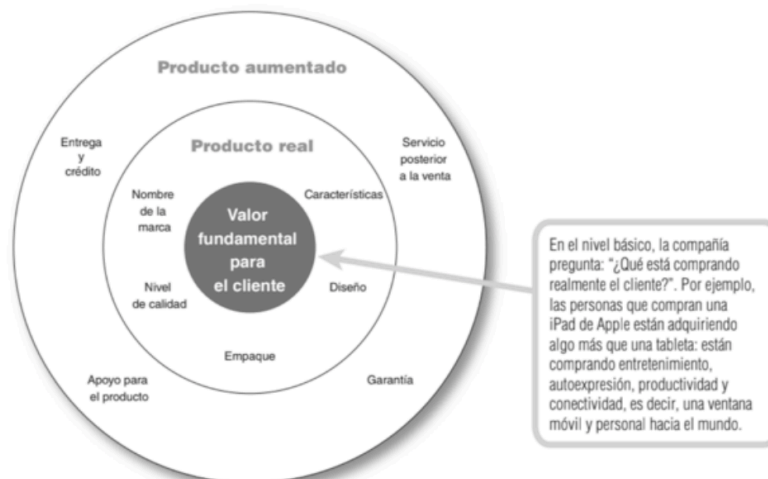 Producto aumentado
Producto real
Entrega
y
crédito
Servicio
posterior
a la venta
Nombre
de la
marca
Características
Valor
fundamental
para
el cliente
Nivel
de calidad
Diseño
Empaque
Apoyo para
el producto
Garantía
En el nivel básico, la compañía
pregunta: “¿Qué está comprando
realmente el cliente?”. Por ejemplo,
las personas que compran una
iPad de Apple están adquiriendo
algo más que una tableta: están
comprando entretenimiento,
autoexpresión, productividad y
conectividad, es decir, una ventana
móvil y personal hacia el mundo.